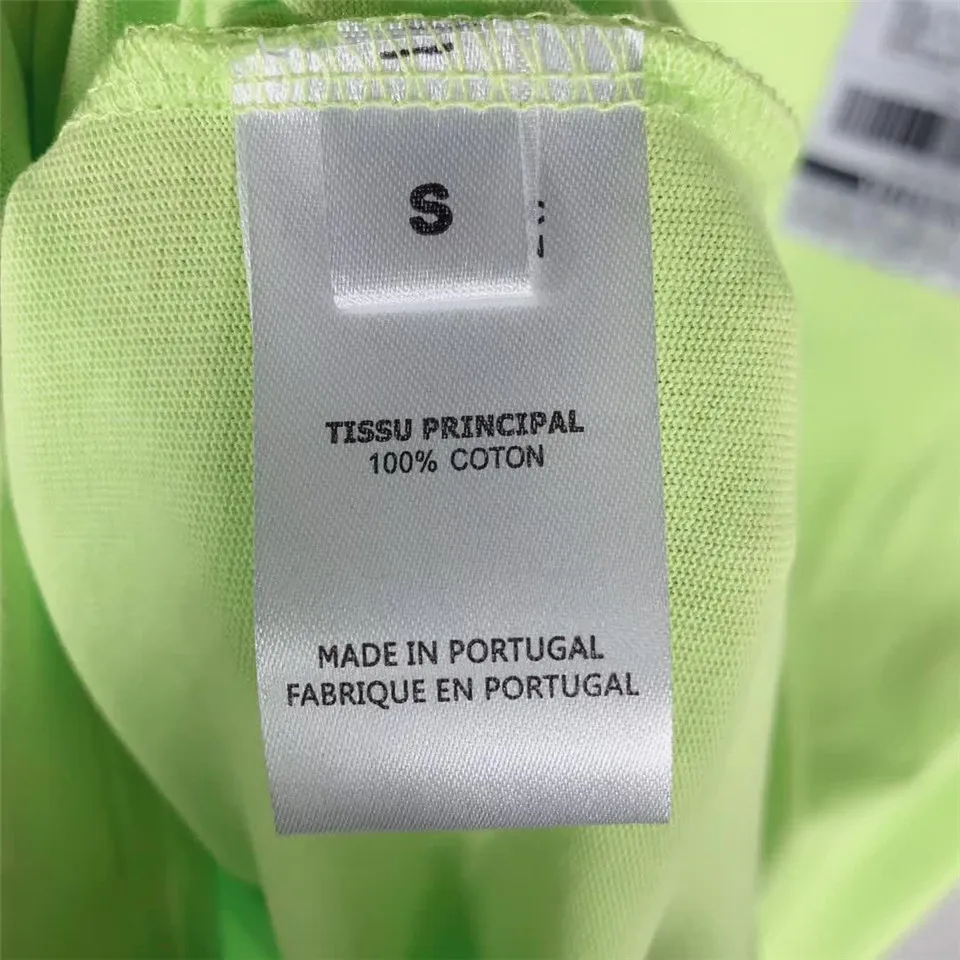 S
TISSU PRINCIPAL
100% COTON
MADE IN PORTUGAL
FABRIQUE EN PORTUGAL